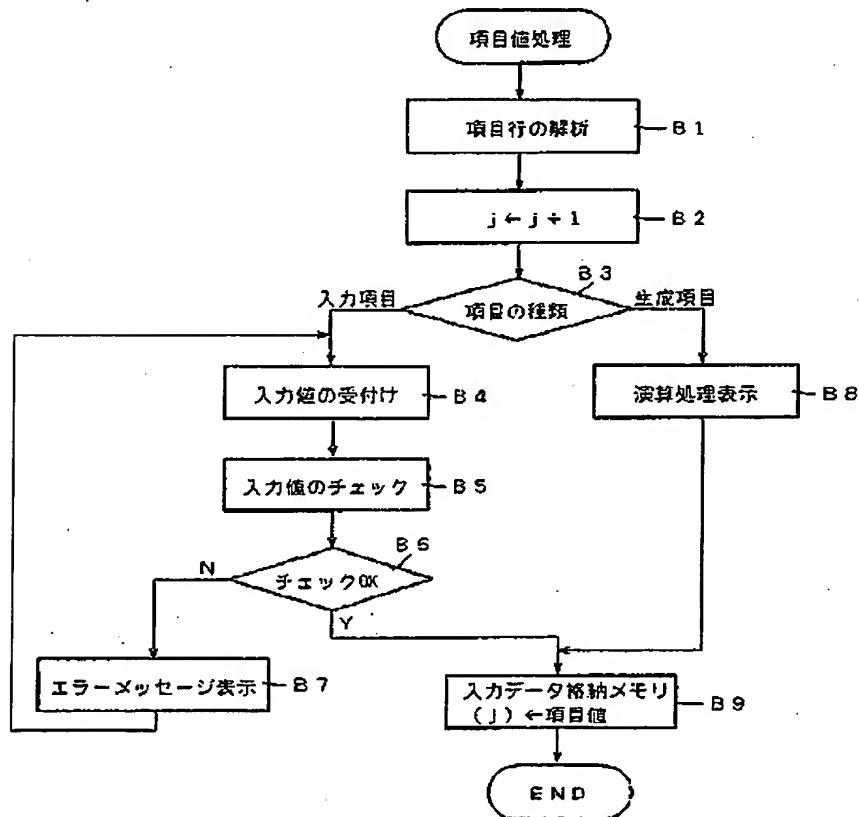 項目値処理
項目行の解析
B1
j←j+1
B2
B3
入力項目
項目の種類
生成項目
入力値の受付け
B4
演算処理表示
B8
入力値のチェック
B5
B6
N
チェックOK
Y
エラーメッセージ表示
B7
入力データ格納メモリ
(j)←項目値
B9
END